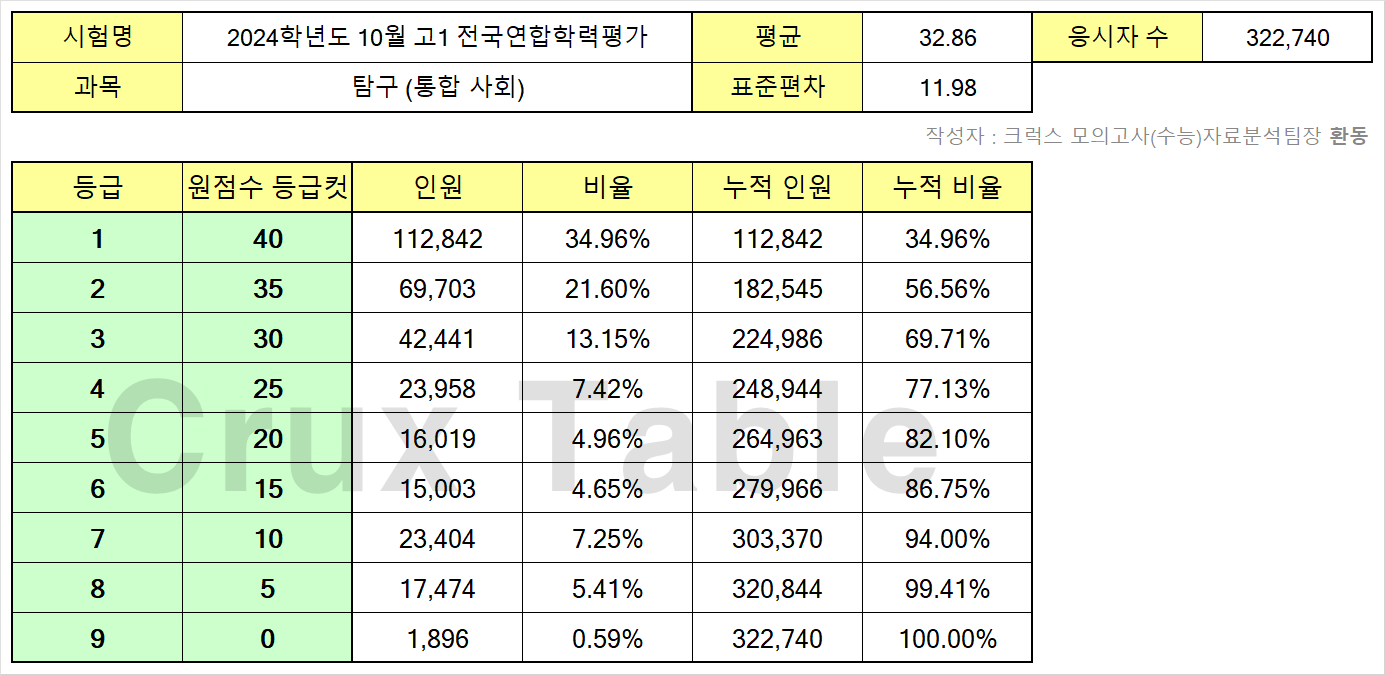 시험명 2024학년도 10월 고1 전국연합학력평가 평균 32.86 응시자 수 322,740
과목 탐구 (통합 사회) 표준편차 11.98
작성자 : 크럭스 모의고사(수능)자료분석팀장 환동
등급 원점수 등급컷 인원 비율 누적 인원 누적 비율
1 40 112,842 34.96% 112,842 34.96%
2 35 69,703 21.60% 182,545 56.56%
3 30 42,441 13.15% 224,986 69.71%
4 25 23,958 7.42% 248,944 77.13%
5 20 16,019 4.96% 264,963 82.10%
6 15 15,003 4.65% 279,966 86.75%
7 10 23,404 7.25% 303,370 94.00%
8 5 17,474 5.41% 320,844 99.41%
9 0 1,896 0.59% 322,740 100.00%
Crux Table